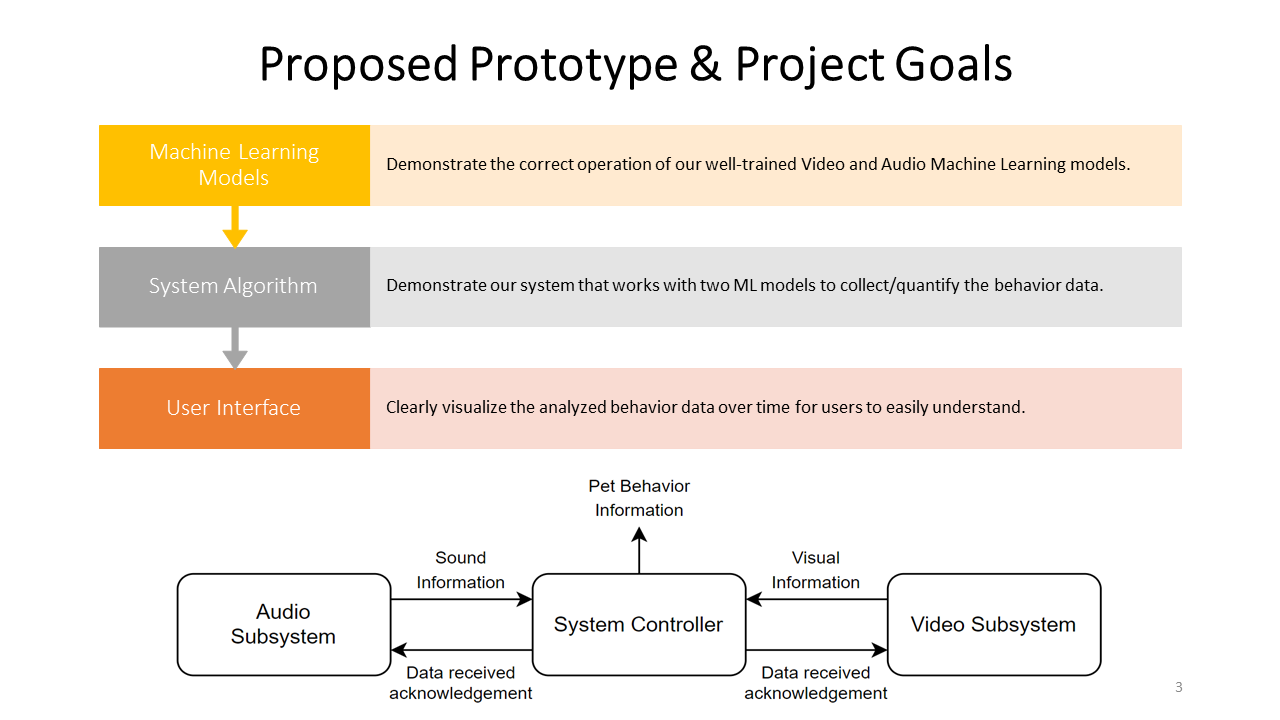 Proposed Prototype & Project Goals
Machine Learning
Models
Demonstrate the correct operation of our well-trained Video and Audio Machine Learning models.
System Algorithm
Demonstrate our system that works with two ML models to collect/quantify the behavior data.
User Interface
Clearly visualize the analyzed behavior data over time for users to easily understand.
Pet Behavior
Information
Sound
Information
Visual
Information
Audio
Subsystem
System Controller
Video Subsystem
Data received
acknowledgement
Data received
acknowledgement
3